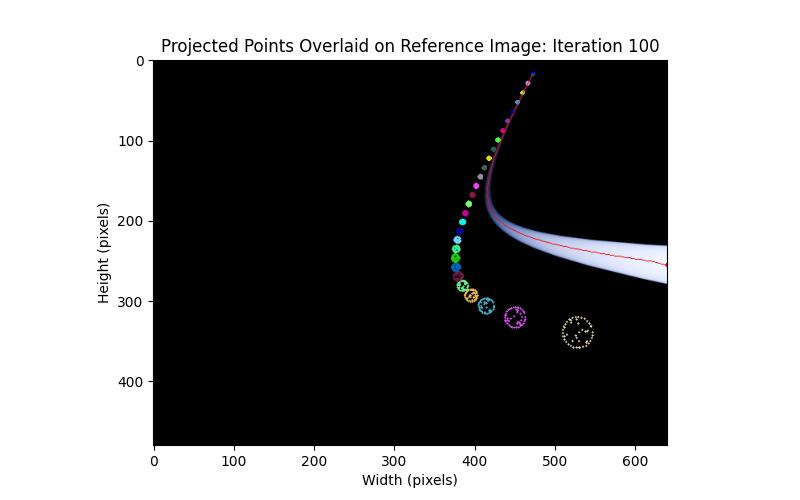 Projected Points Overlaid on Reference Image: Iteration 100
0
100
200
300
400
Height (pixels)
0 100 200 300 400 500 600
Width (pixels)